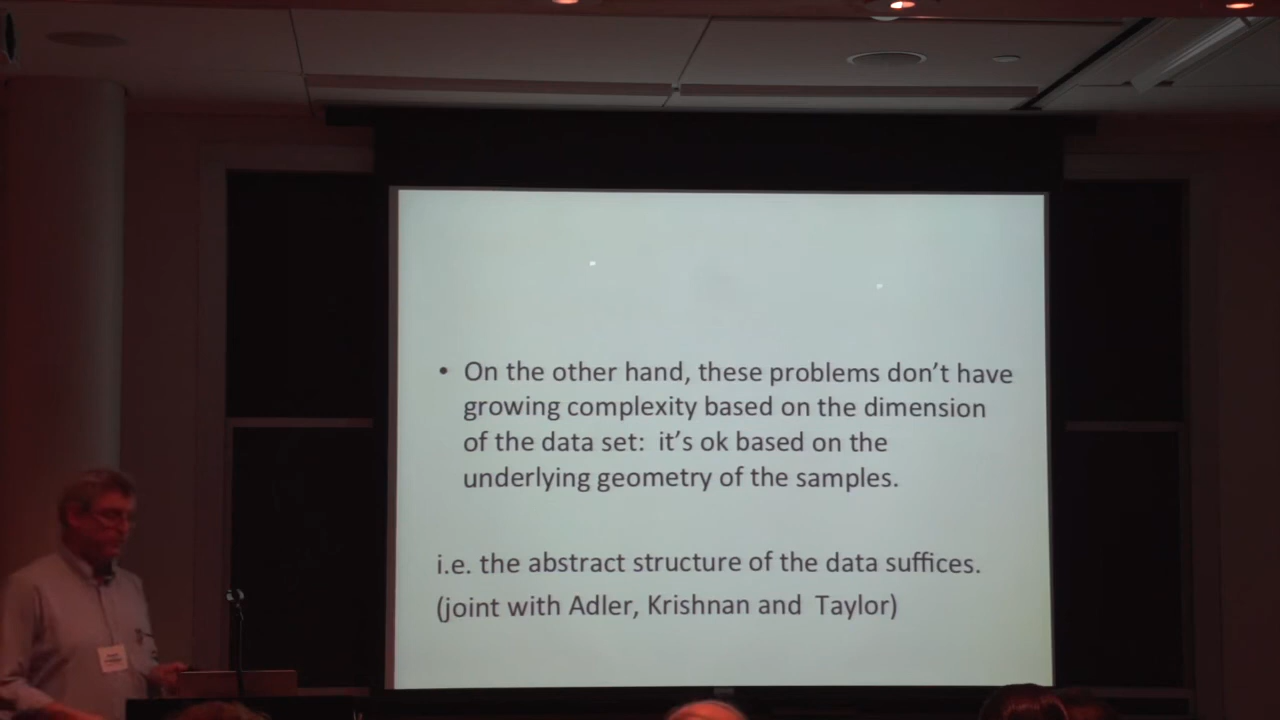 • On the other hand, these problems don't have
growing complexity based on the dimension
of the data set:  it's ok based on the
underlying geometry of the samples.
i.e. the abstract structure of the data suffices.
(joint with Adler, Krishnan and  Taylor)